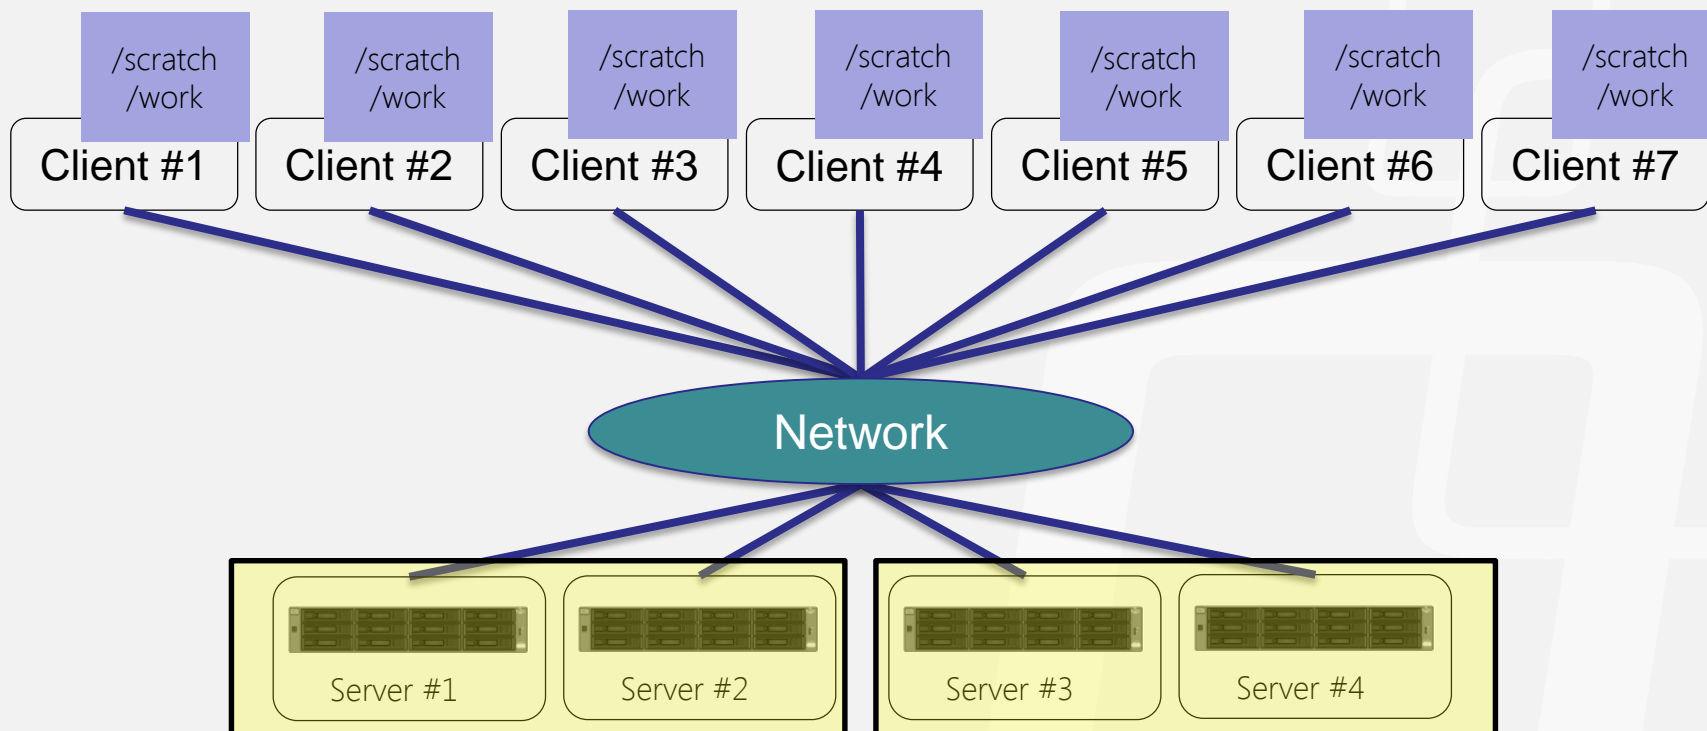 /scratch
/work
/scratch
/work
/scratch
/work
/scratch
/work
/scratch
/work
/scratch
/work
/scratch
/work
Client #1
Client #2
Client #3
Client #4
Client #5
Client #6
Client #7
Network
Server #1
Server #2
Server #3
Server #4